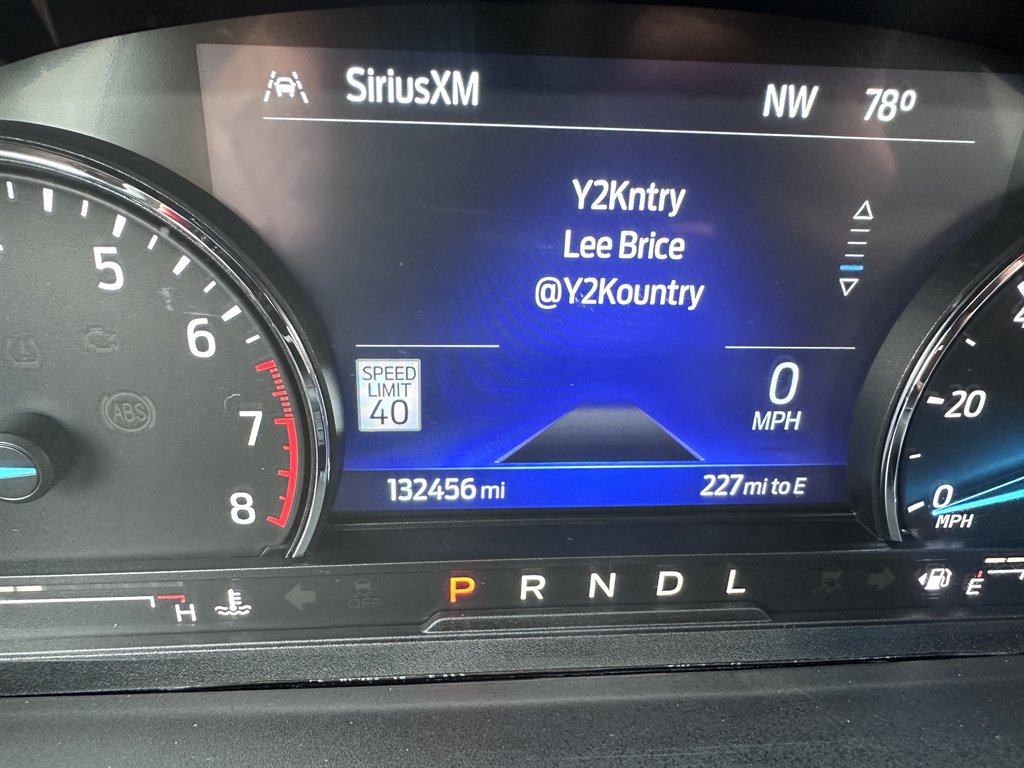 SiriusXM NW 78°
Y2Kntry
Lee Brice
@Y2Kountry
5
6
7
8
ABS
SPEED
LIMIT
40
0
MPH
132456 mi
227 mi to E
20
0
MPH
H
OFF
P R N D L
E